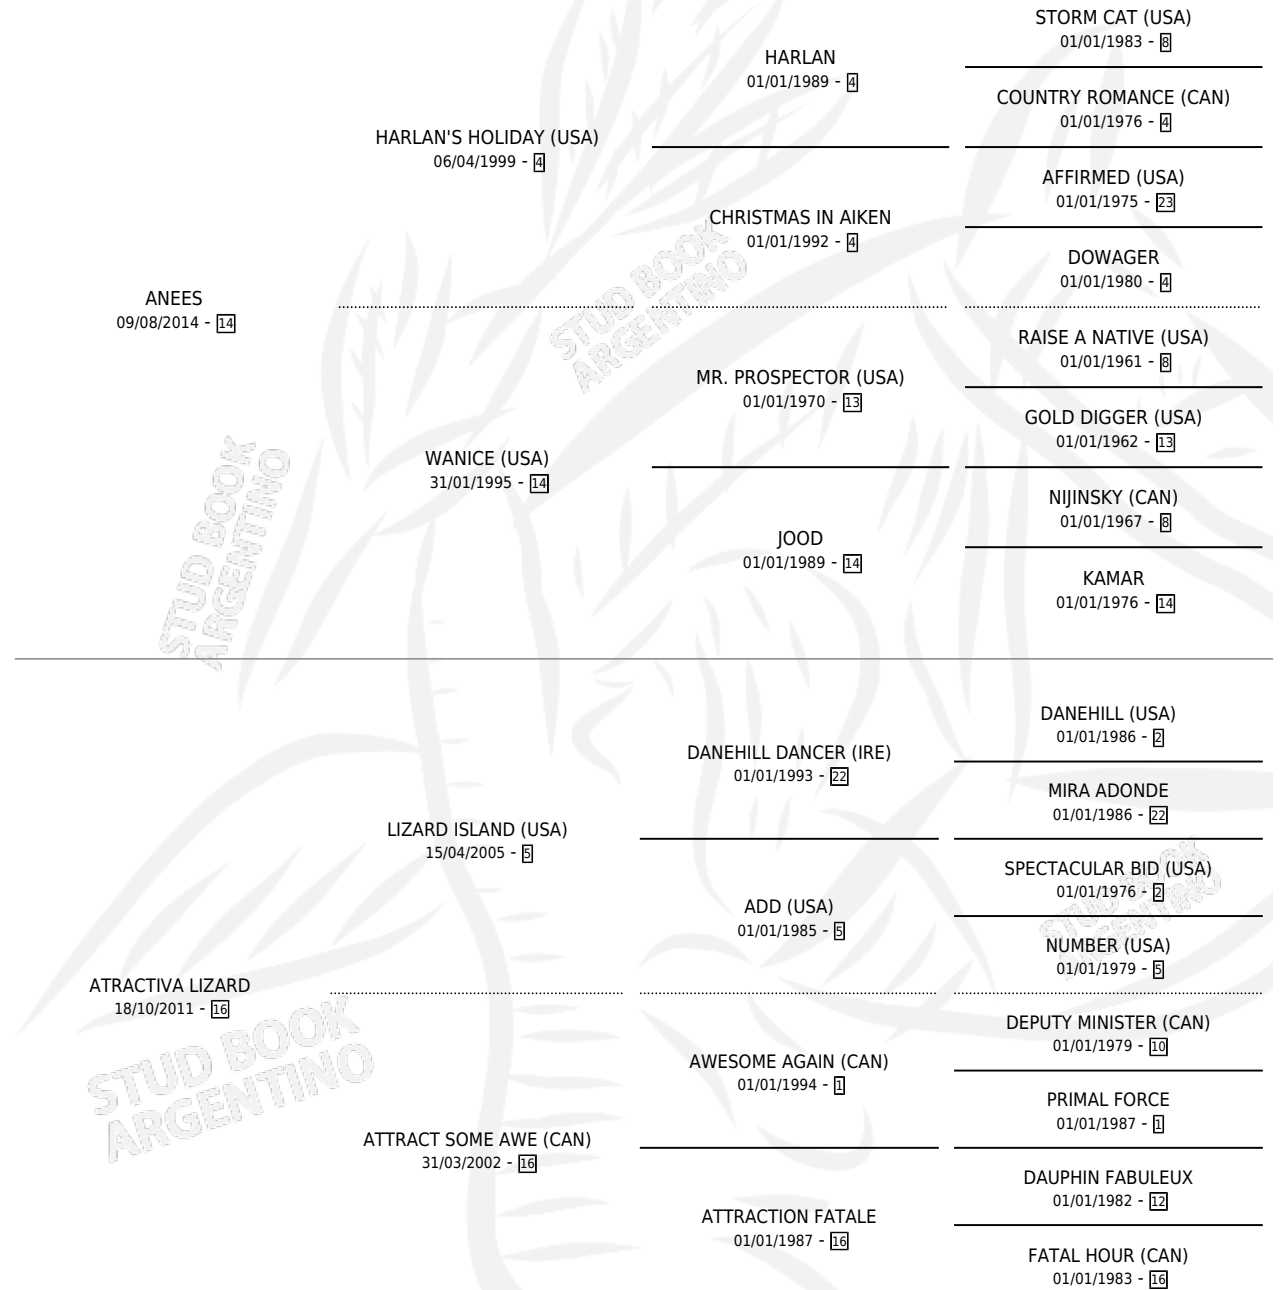 STORM CAT (USA)
01/01/1983 - 8
HARLAN
01/01/1989 - 4
COUNTRY ROMANCE (CAN)
01/01/1976 - 4
HARLAN'S HOLIDAY (USA)
06/04/1999 - 4
AFFIRMED (USA)
01/01/1975 - 23
CHRISTMAS IN AIKEN
01/01/1992 - 4
DOWAGER
01/01/1980 - 4
ANEES
09/08/2014 - 14
RAISE A NATIVE (USA)
01/01/1961 - 8
MR. PROSPECTOR (USA)
01/01/1970 - 13
GOLD DIGGER (USA)
01/01/1962 - 13
WANICE (USA)
31/01/1995 - 14
NIJINSKY (CAN)
01/01/1967 - 8
JOOD
01/01/1989 - 14
KAMAR
01/01/1976 - 14
STUD BOOK
ARGENTINO
STUD BOOK
ARGENTINO
DANEHILL (USA)
01/01/1986 - 2
DANEHILL DANCER (IRE)
01/01/1993 - 22
MIRA ADONDE
01/01/1986 - 22
LIZARD ISLAND (USA)
15/04/2005 - 5
SPECTACULAR BID (USA)
01/01/1976 - 2
ADD (USA)
01/01/1985 - 5
NUMBER (USA)
01/01/1979 - 5
ATRACTIVA LIZARD
18/10/2011 - 16
DEPUTY MINISTER (CAN)
01/01/1979 - 10
AWESOME AGAIN (CAN)
01/01/1994 - 1
PRIMAL FORCE
01/01/1987 - 1
ATTRACT SOME AWE (CAN)
31/03/2002 - 16
DAUPHIN FABULEUX
01/01/1982 - 12
ATTRACTION FATALE
01/01/1987 - 16
FATAL HOUR (CAN)
01/01/1983 - 16
STUD BOOK
ARGENTINO
STUD BOOK
ARGENTINO